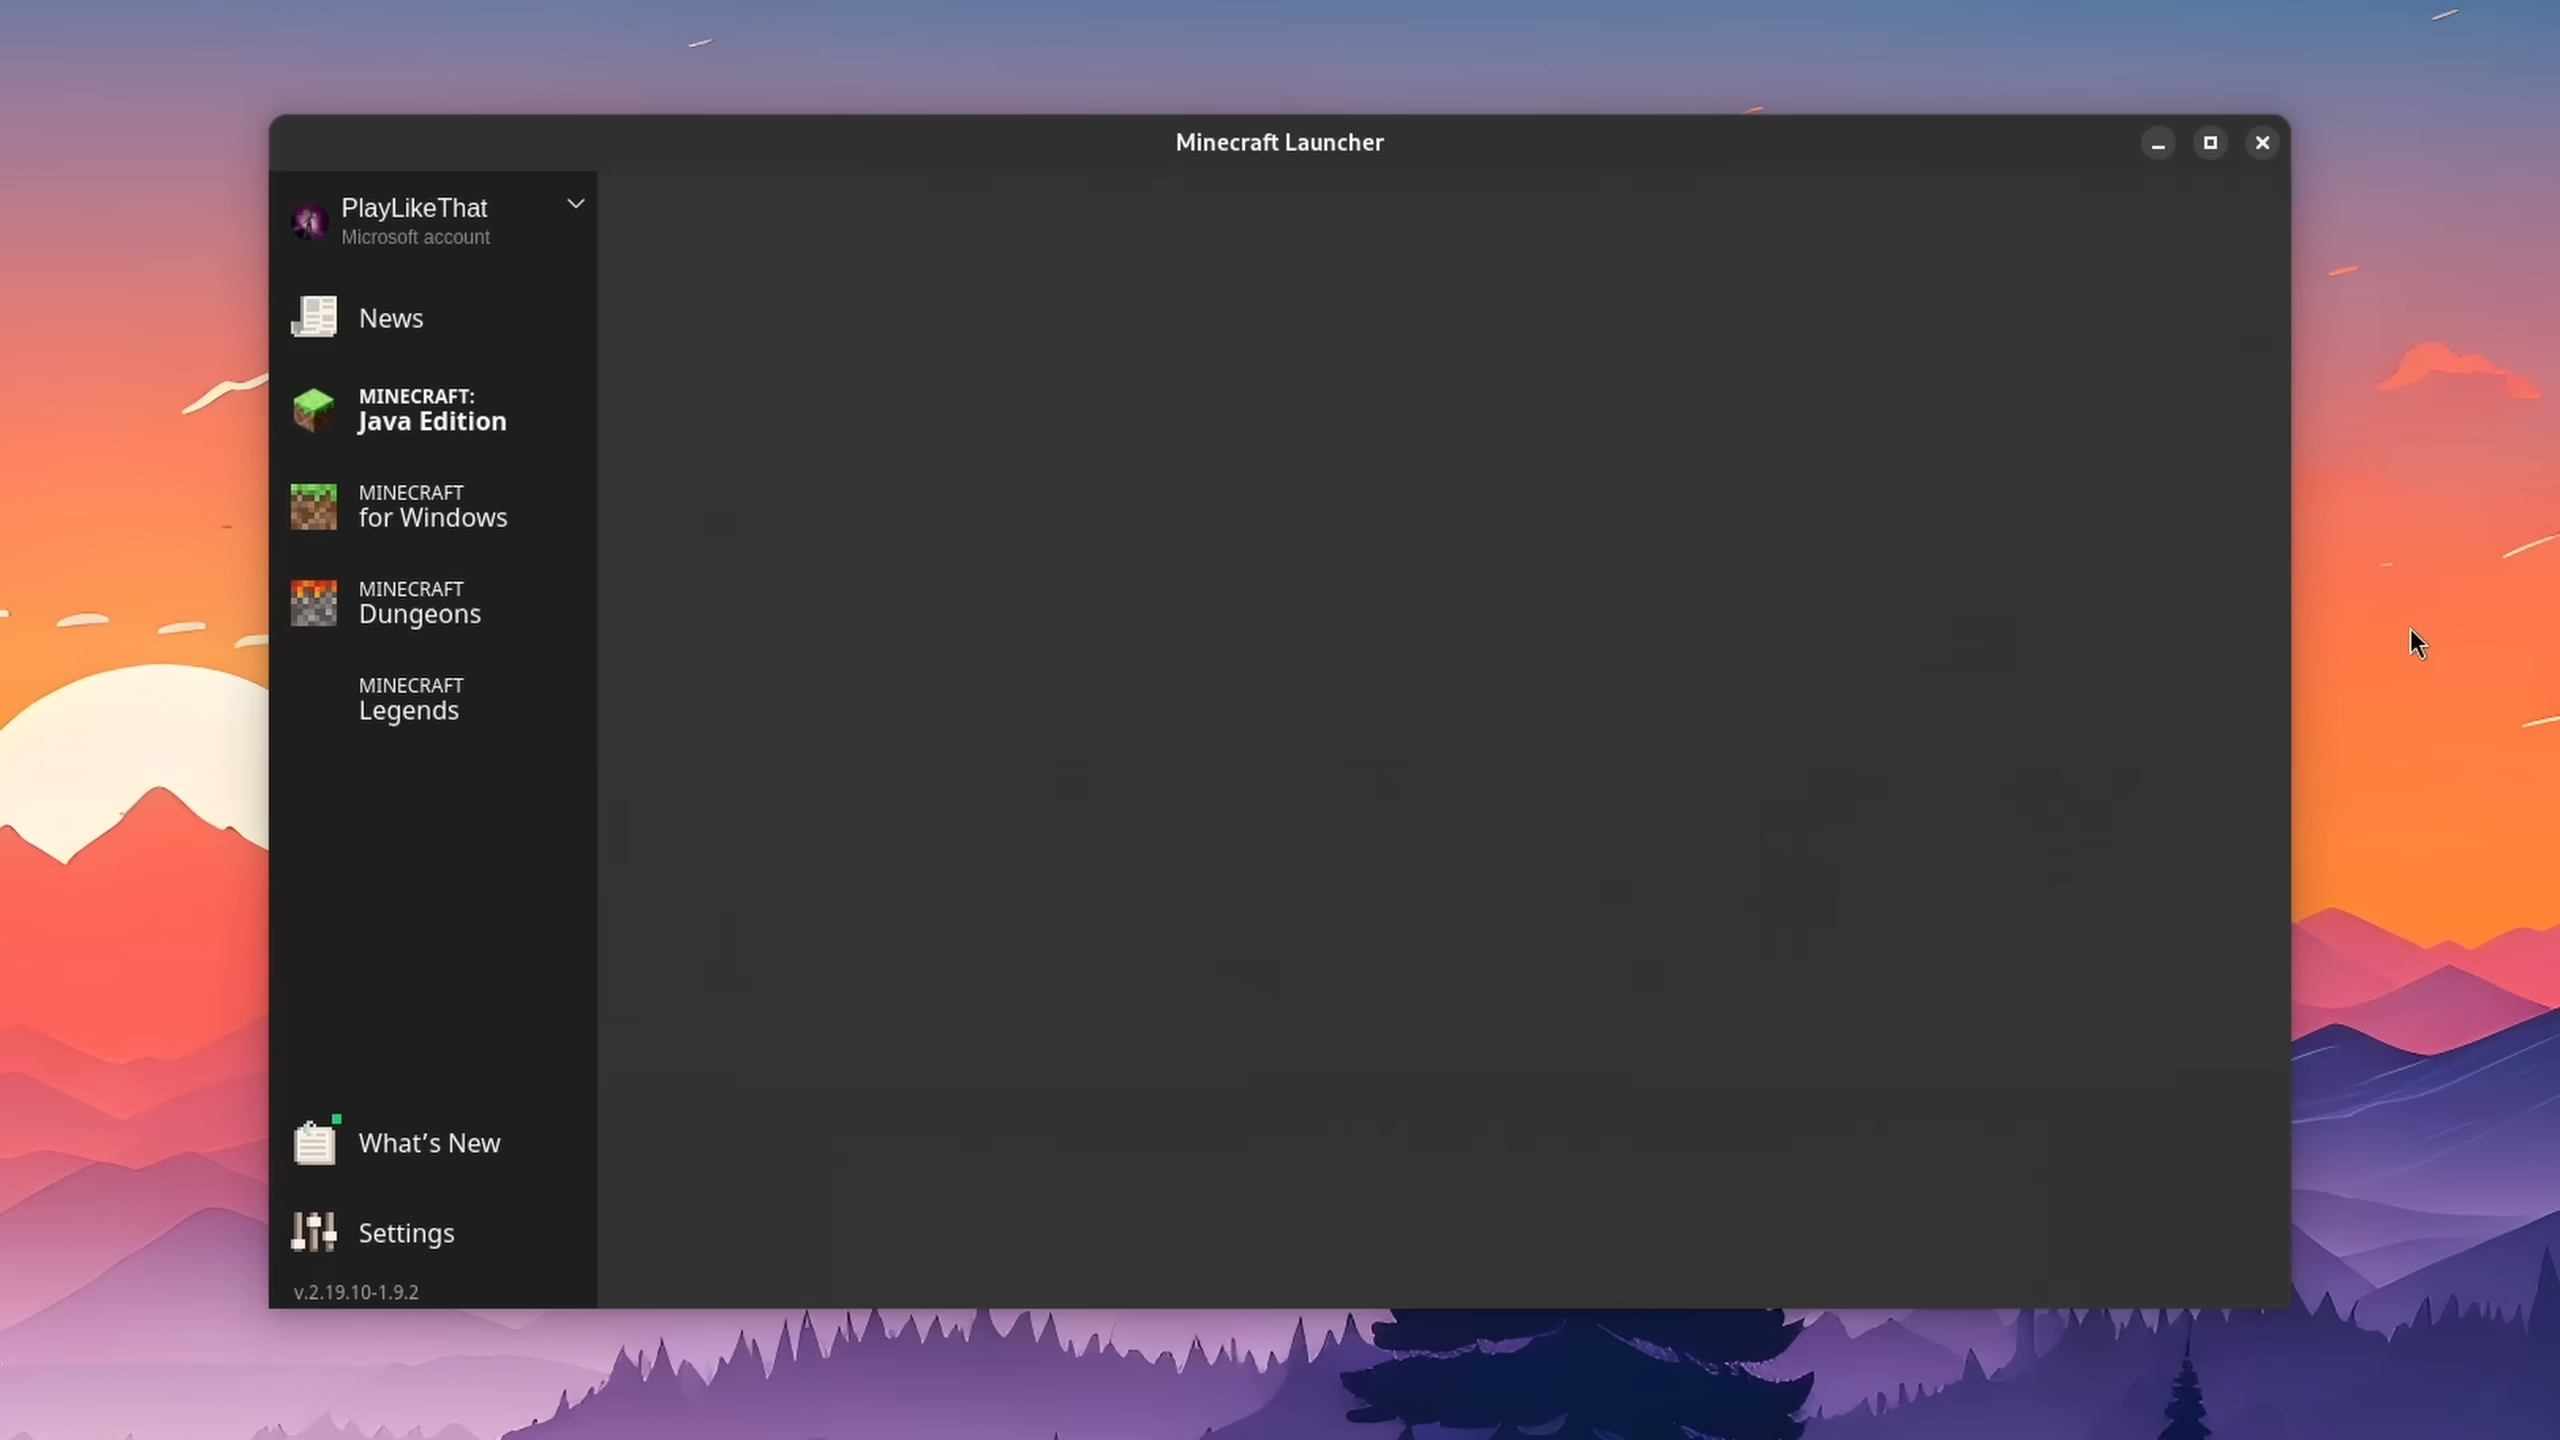 Minecraft Launcher
PlayLikeThat
Microsoft account
News
MINECRAFT:
Java Edition
MINECRAFT
for Windows
MINECRAFT
Dungeons
MINECRAFT
Legends
What’s New
Settings
v.2.19.10-1.9.2